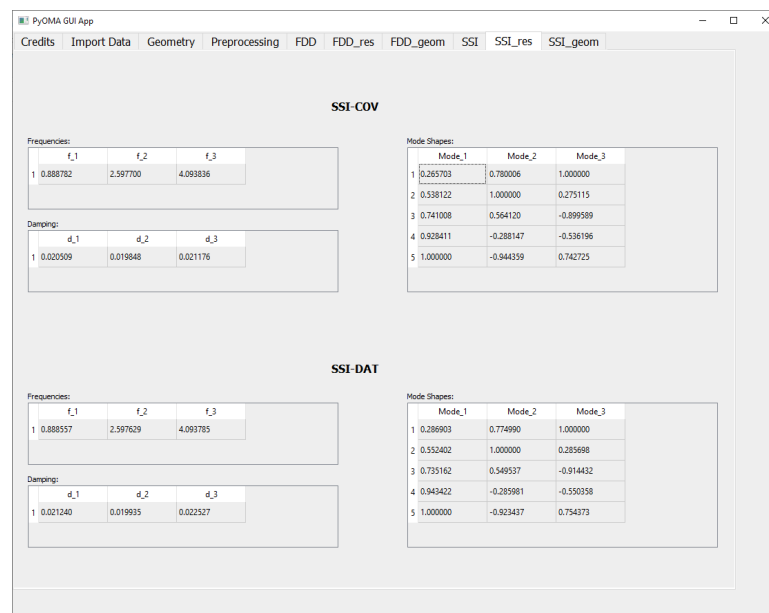 PyOMA GUI App
Credits Import Data Geometry Preprocessing FDD FDD_res FDD_geom SSI SSI_res SSI_geom
SSI-COV
Frequencies:
f_1 f_2 f_3
1 0.888782 2.597700 4.093836
Damping:
d_1 d_2 d_3
1 0.020509 0.019848 0.021176
Mode Shapes:
Mode_1 Mode_2 Mode_3
1 0.265703 0.780006 1.000000
2 0.538122 1.000000 0.275115
3 0.741008 0.564120 -0.899589
4 0.928411 -0.288147 -0.536196
5 1.000000 -0.944359 0.742725
SSI-DAT
Frequencies:
f_1 f_2 f_3
1 0.888557 2.597629 4.093785
Damping:
d_1 d_2 d_3
1 0.021240 0.019935 0.022527
Mode Shapes:
Mode_1 Mode_2 Mode_3
1 0.286903 0.774990 1.000000
2 0.552402 1.000000 0.285698
3 0.735162 0.549537 -0.914432
4 0.943422 -0.285981 -0.550358
5 1.000000 -0.923437 0.754373